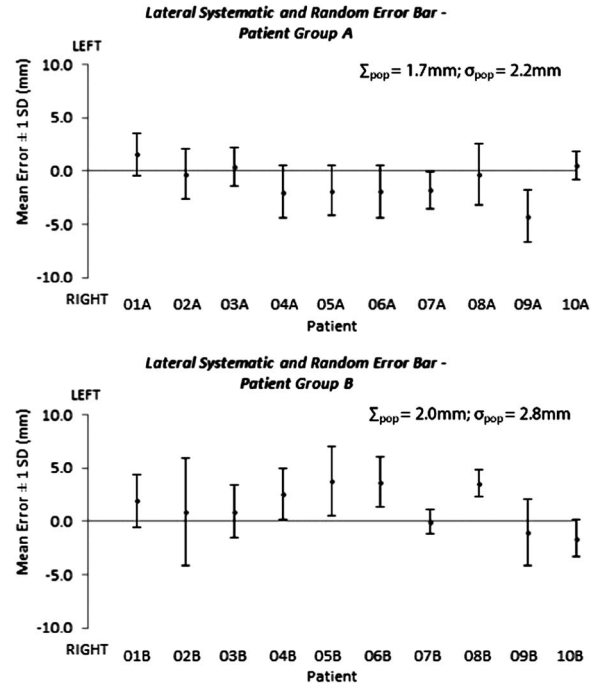 Lateral Systematic and Random Error Bar -
Patient Group A
LEFT
10.0
5.0
0.0
-5.0
-10.0
RIGHT
Mean Error ± 1 SD (mm)
∑pop = 1.7mm; σpop = 2.2mm
01A 02A 03A 04A 05A 06A 07A 08A 09A 10A
Patient
Lateral Systematic and Random Error Bar -
Patient Group B
LEFT
10.0
5.0
0.0
-5.0
-10.0
RIGHT
Mean Error ± 1 SD (mm)
∑pop = 2.0mm; σpop = 2.8mm
01B 02B 03B 04B 05B 06B 07B 08B 09B 10B
Patient